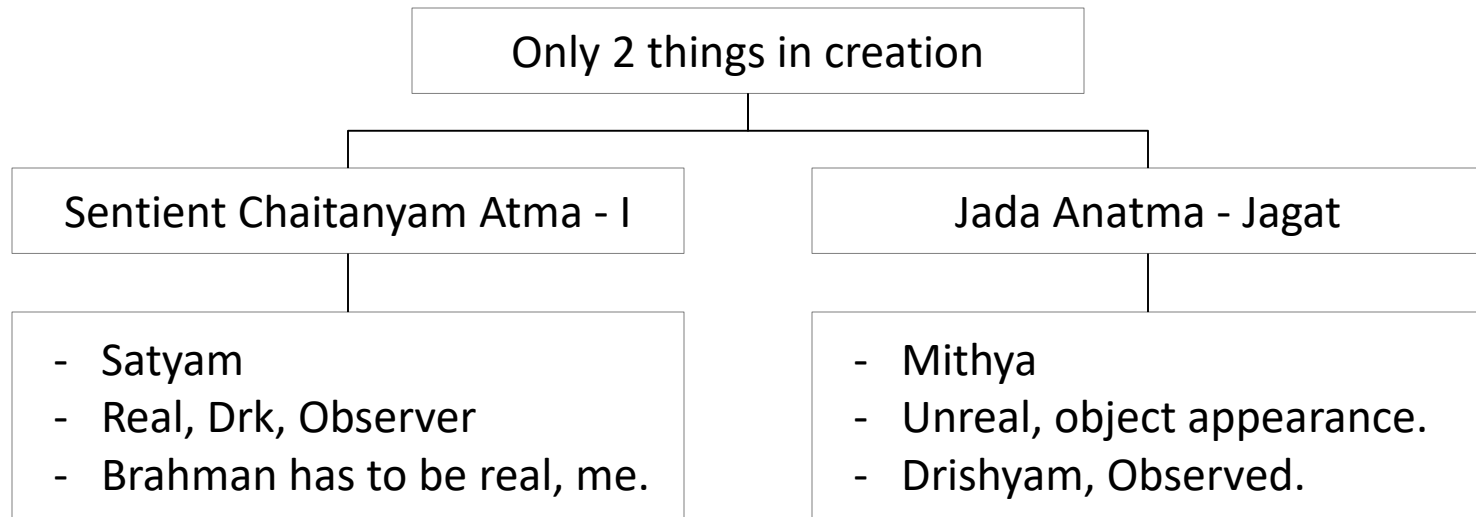 Only 2 things in creation
Sentient Chaitanyam Atma - I
Jada Anatma - Jagat
- Satyam
- Real, Drk, Observer
- Brahman has to be real, me.
- Mithya
- Unreal, object appearance.
- Drishyam, Observed.